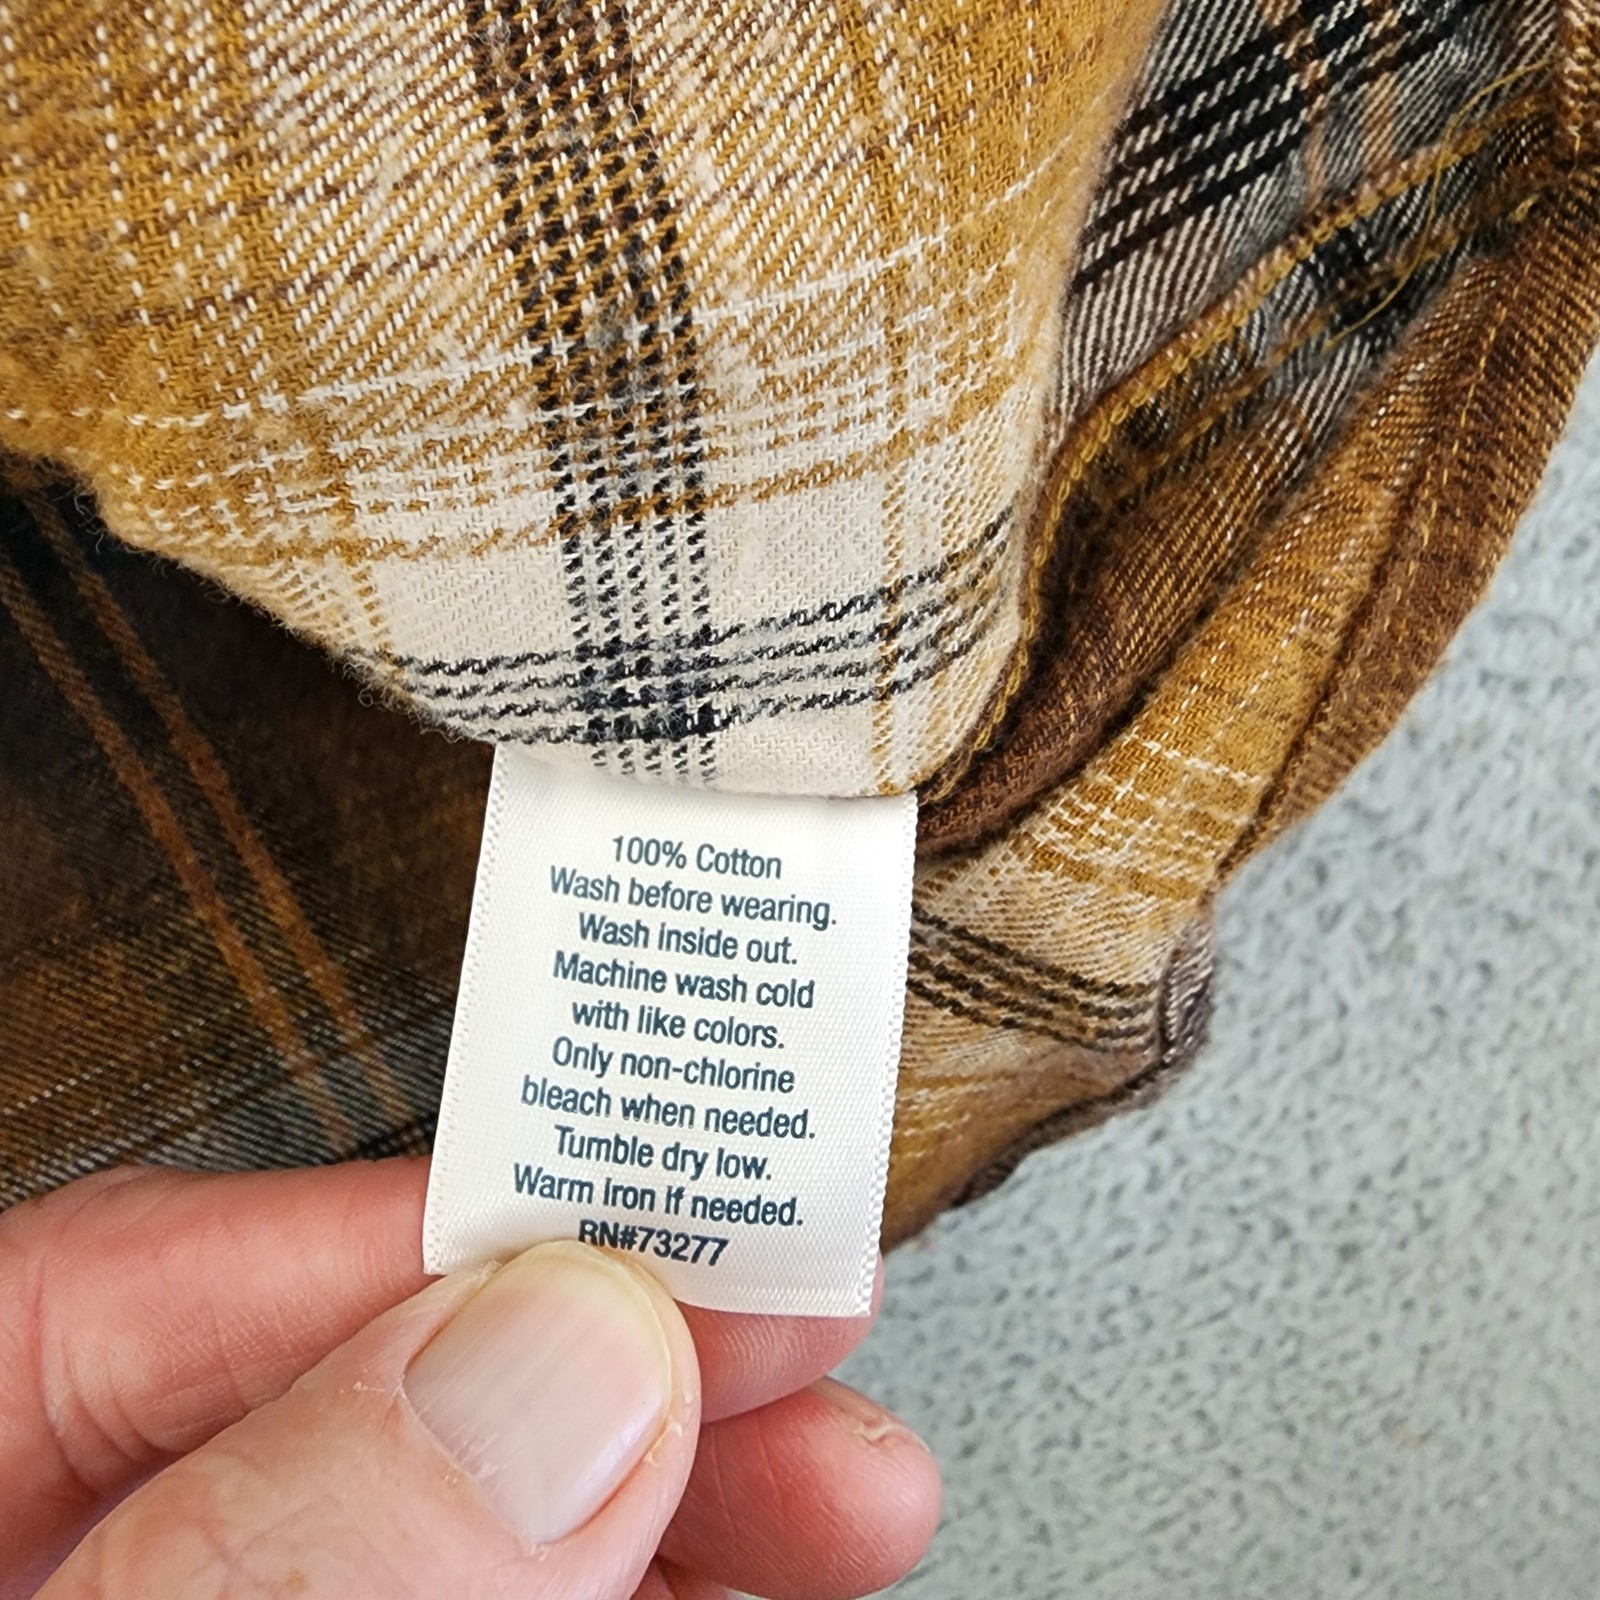 100% Cotton
Wash before wearing.
Wash inside out.
Machine wash cold
with like colors.
Only non-chlorine
bleach when needed.
Tumble dry low.
Warm iron if needed.
RN#73277